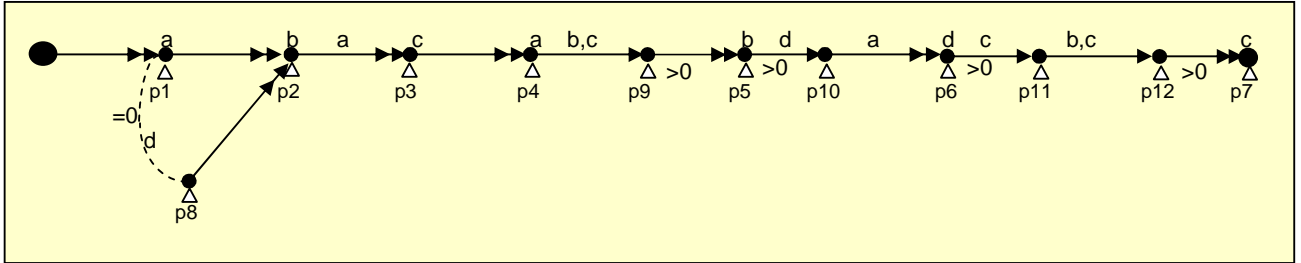 a b a c a b,c b d a d c b,c c
>0 >0 >0 >0
p1 p2 p3 p4 p9 p5 p10 p6 p11 p12 p7
=0
d
p8